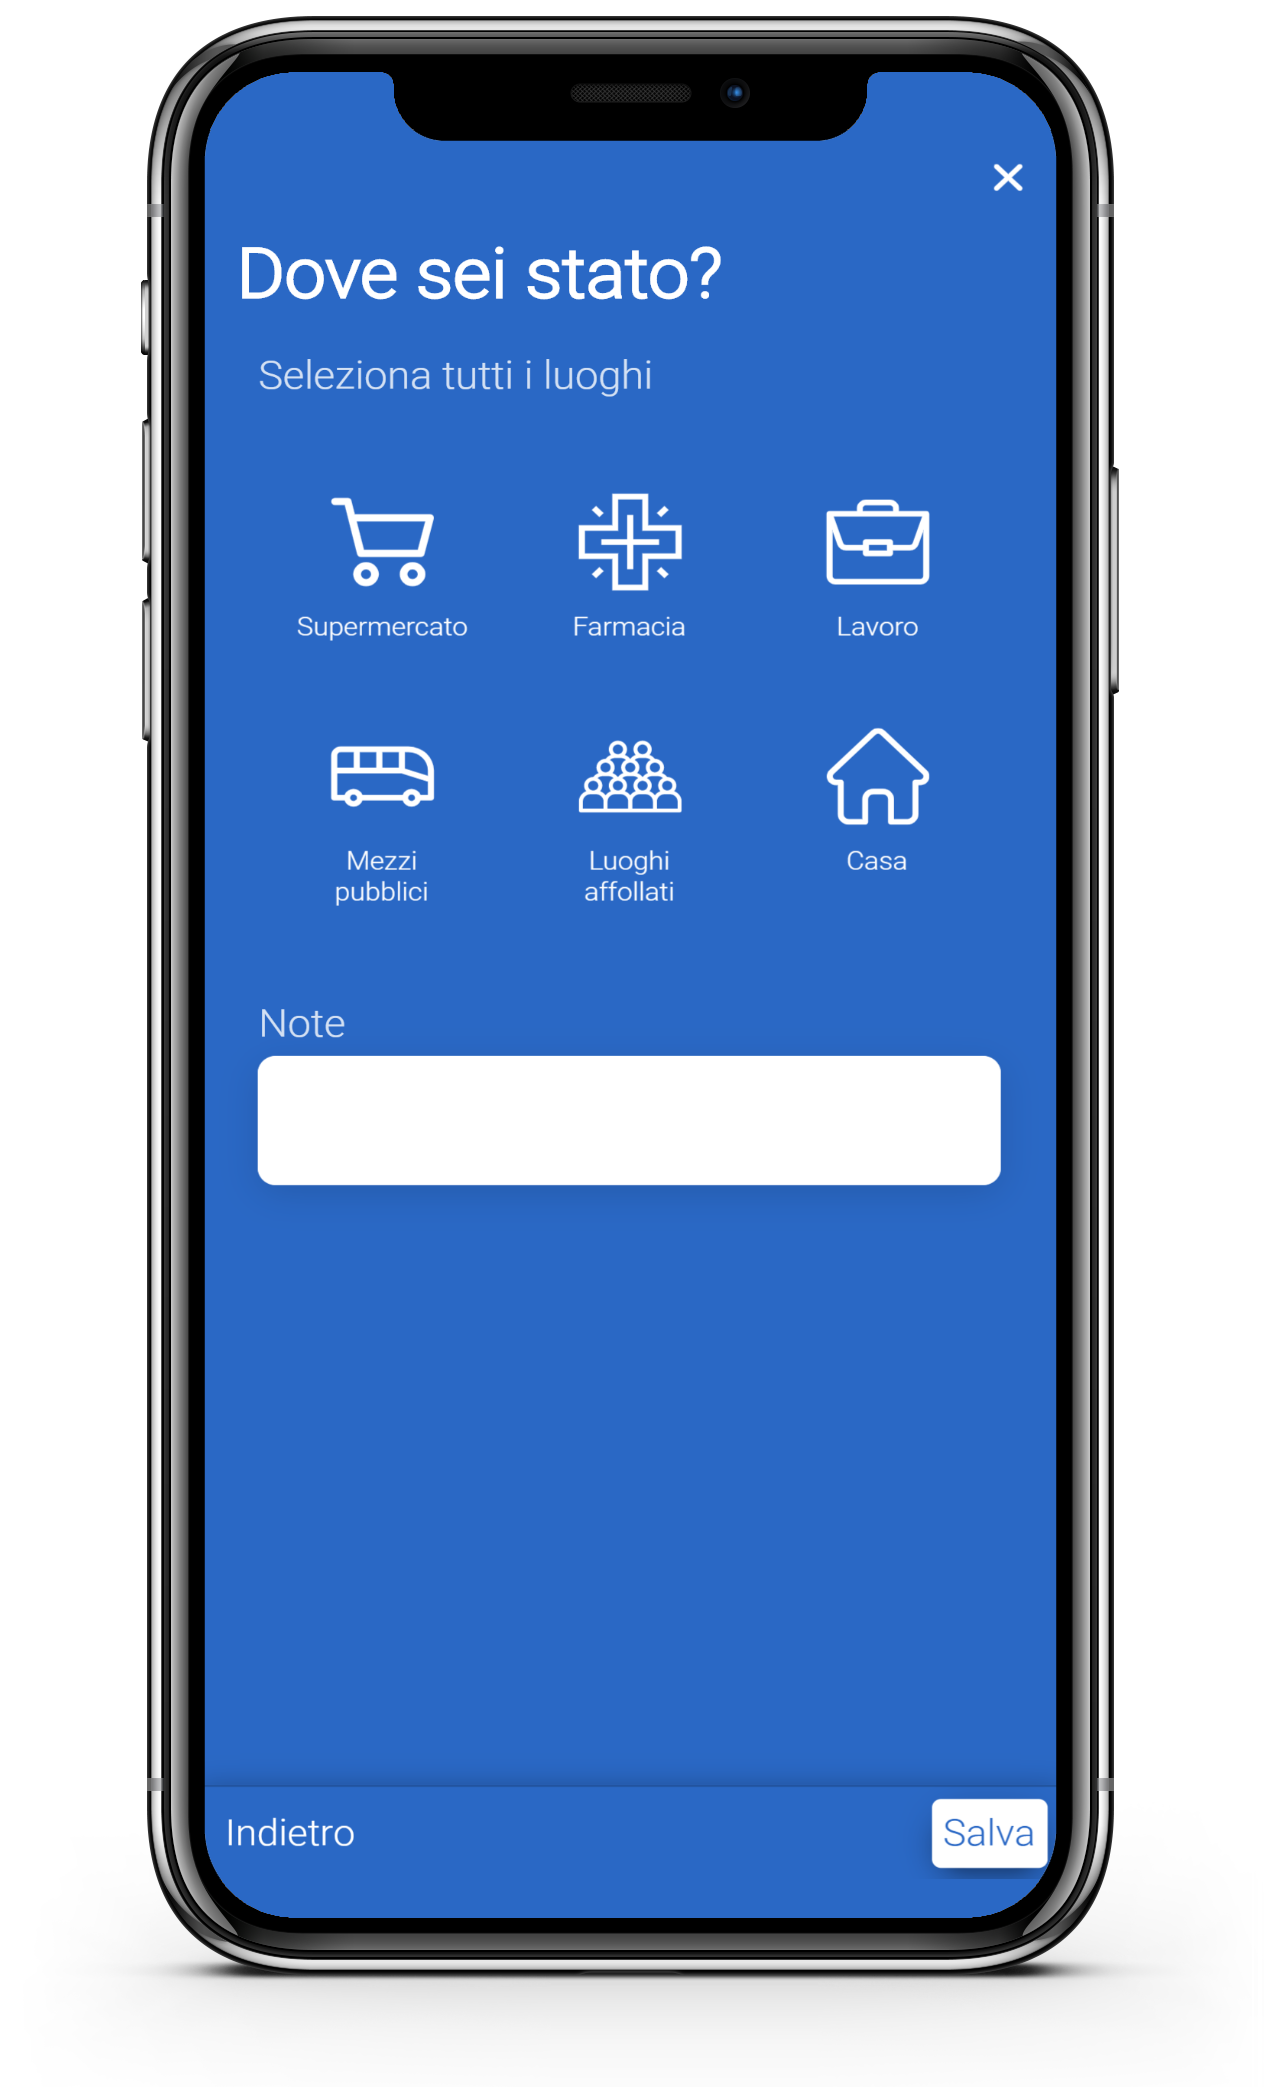 Dove sei stato?
Seleziona tutti i luoghi
Supermercato
Farmacia
Lavoro
Mezzi
pubblici
Luoghi
affollati
Casa
Note
Indietro
Salva